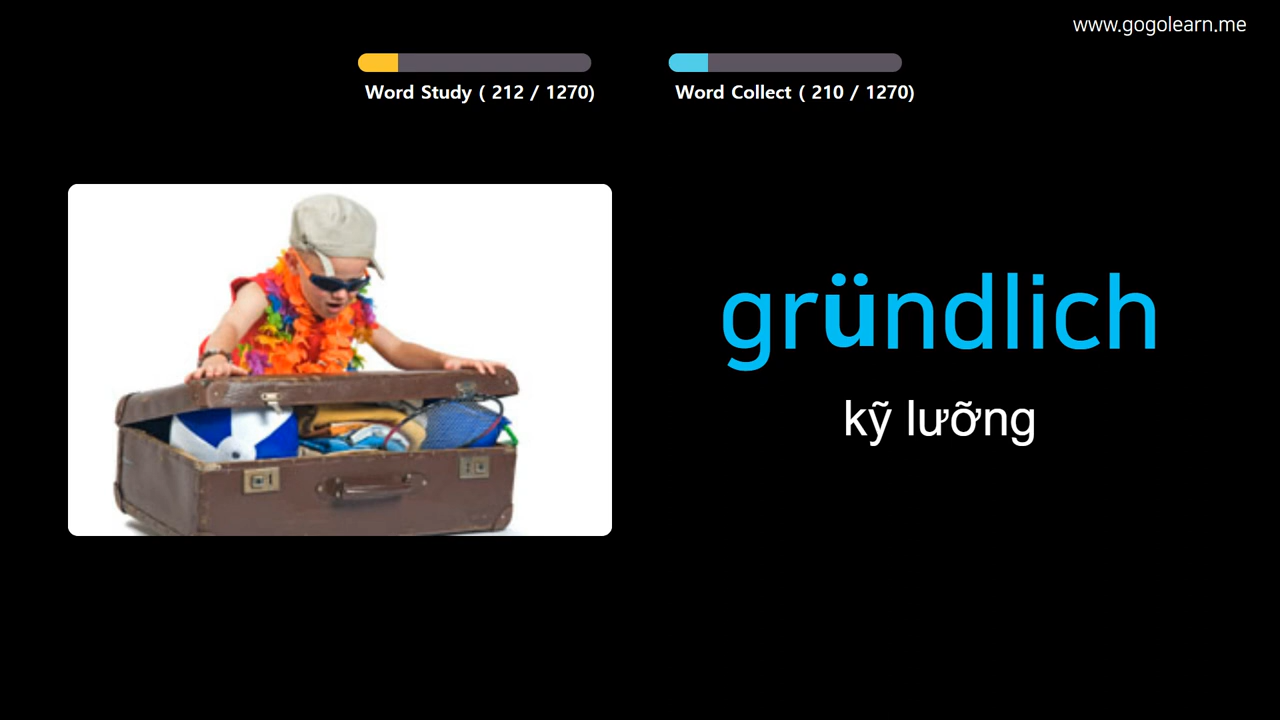 www.gogolearn.me
Word Study ( 212 / 1270)
Word Collect ( 210 / 1270)
gründlich
kỹ lưỡng